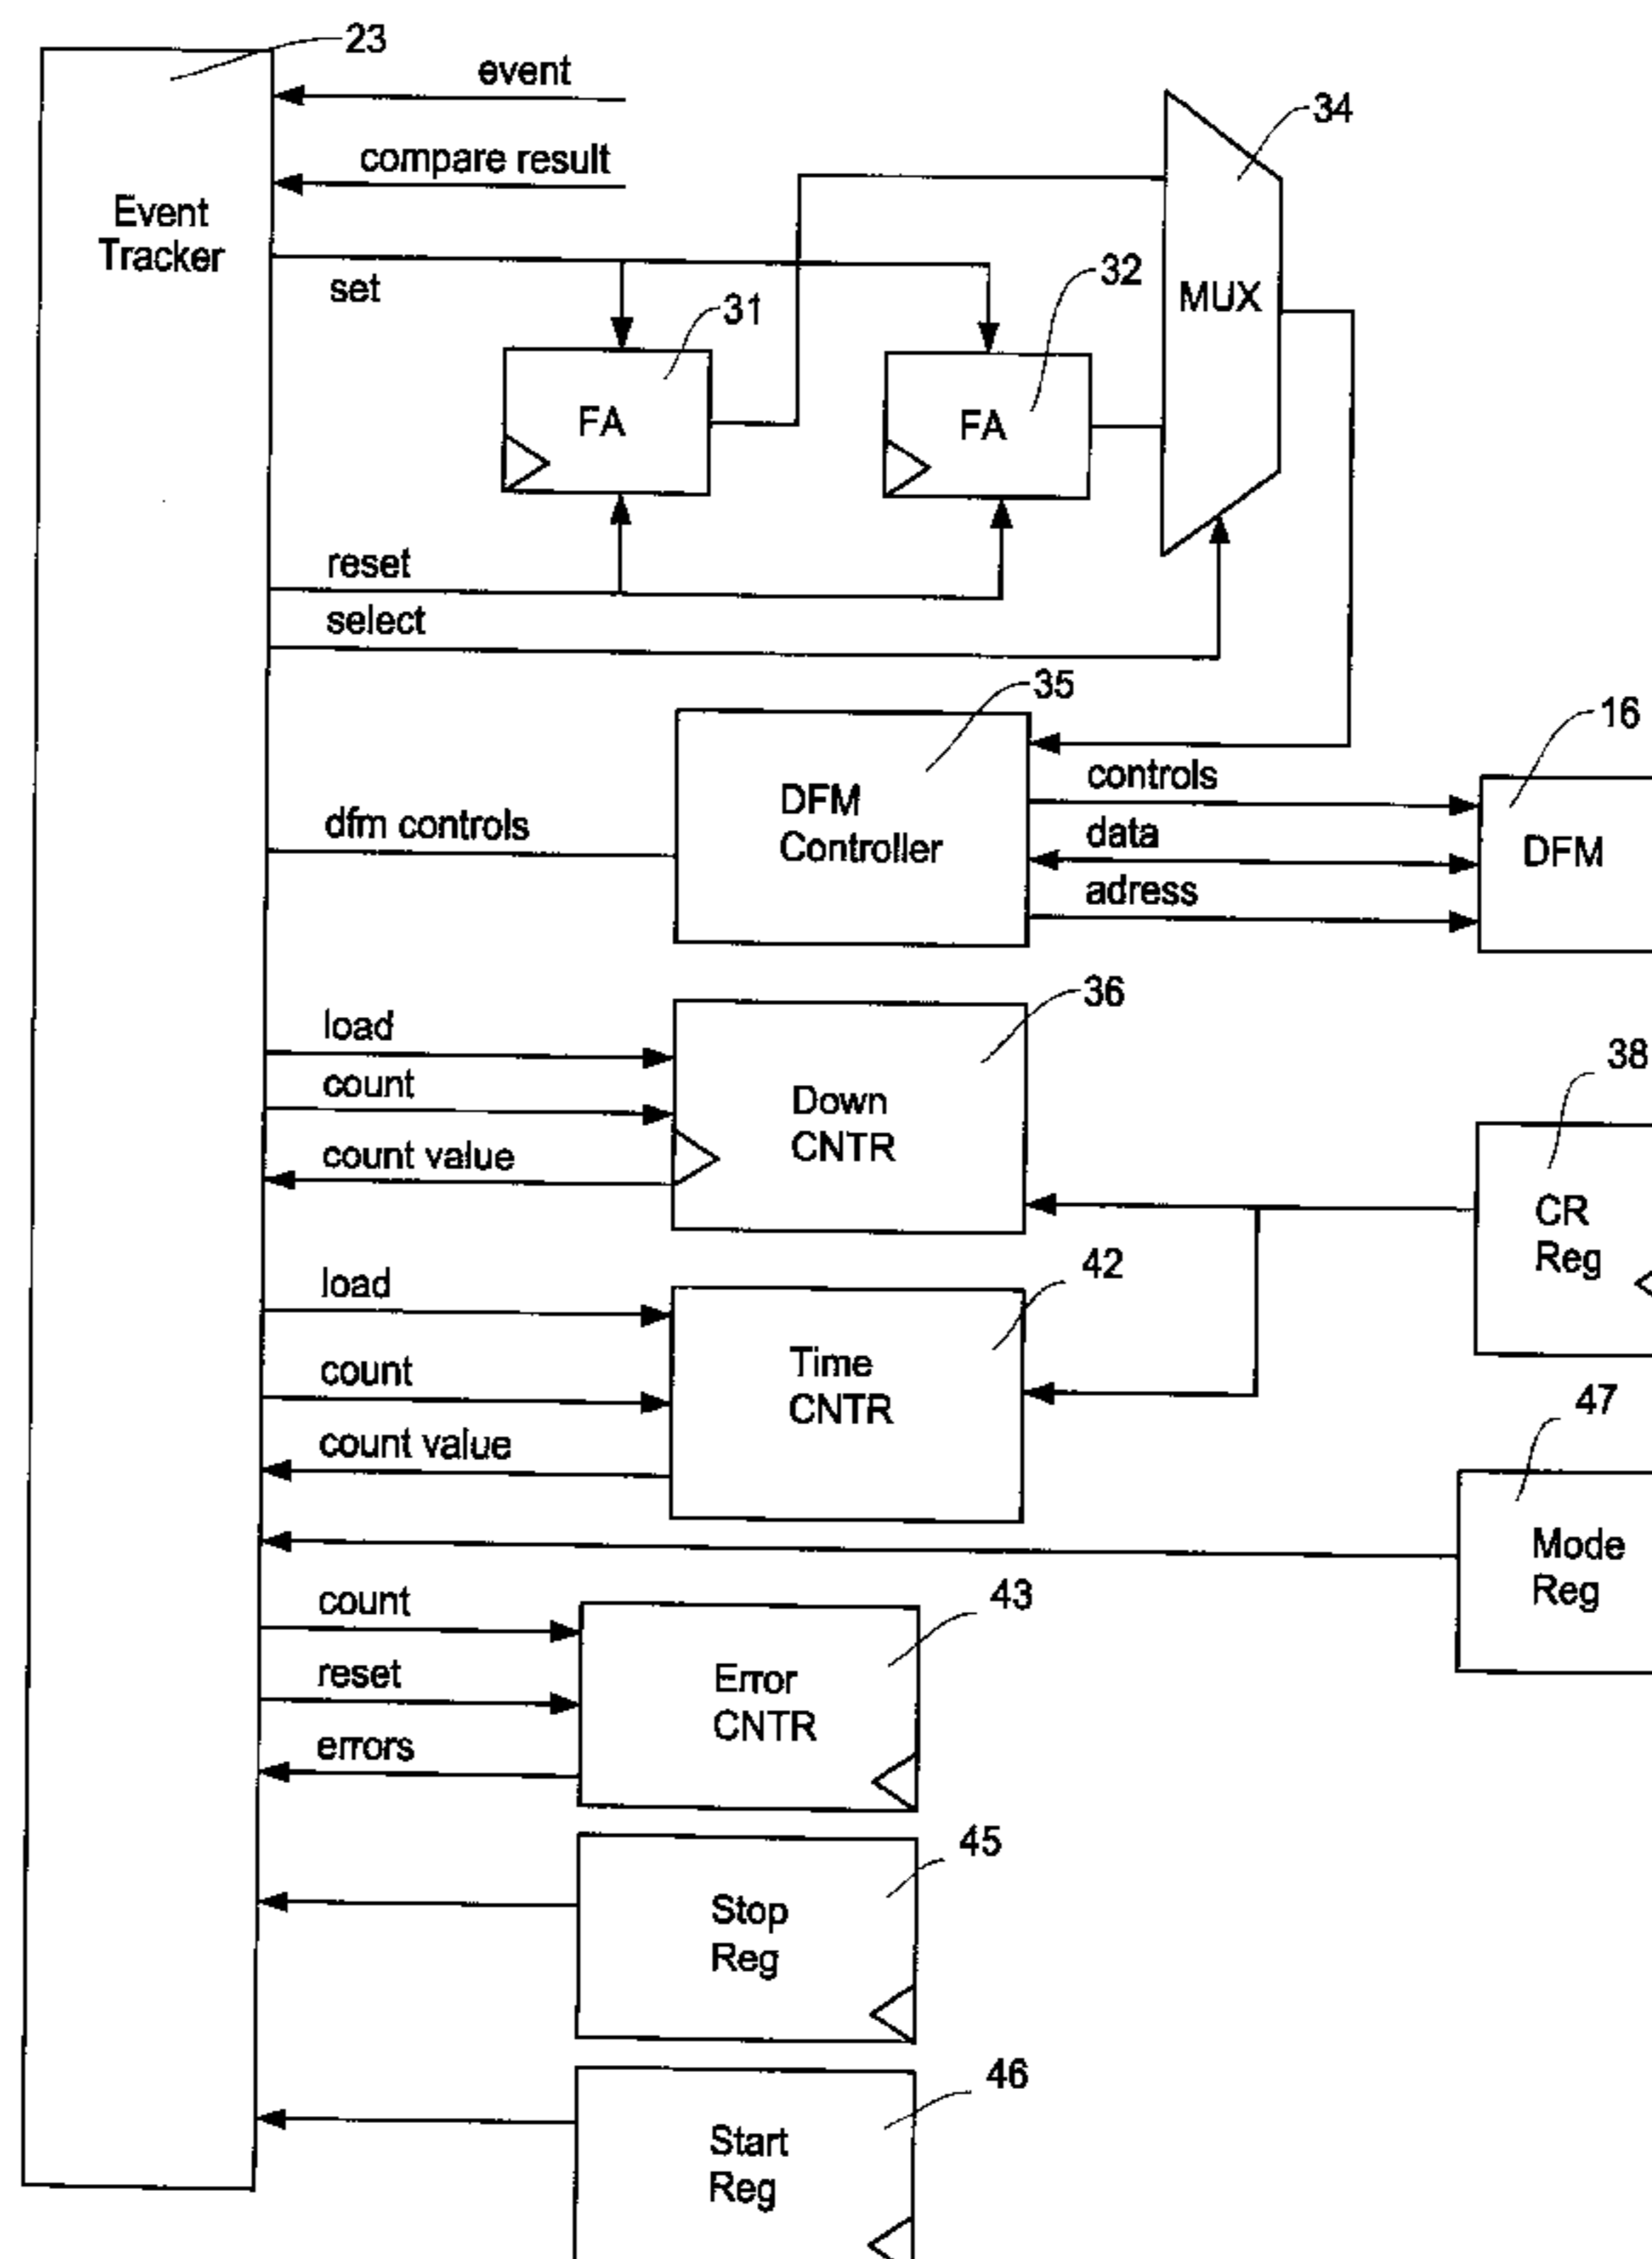 23
event
34
compare result
Event
Tracker
set
31
32
MUX
FA
FA
reset
select
35
16
controls
DFM
Controller
dfm controls
data
DFM
adress
36
load
38
count
Down
CNTR
count value
CR
Reg
42
load
Time
CNTR
count
47
count value
Mode
Reg
43
count
Error
CNTR
reset
errors
45
Stop
Reg
46
Start
Reg